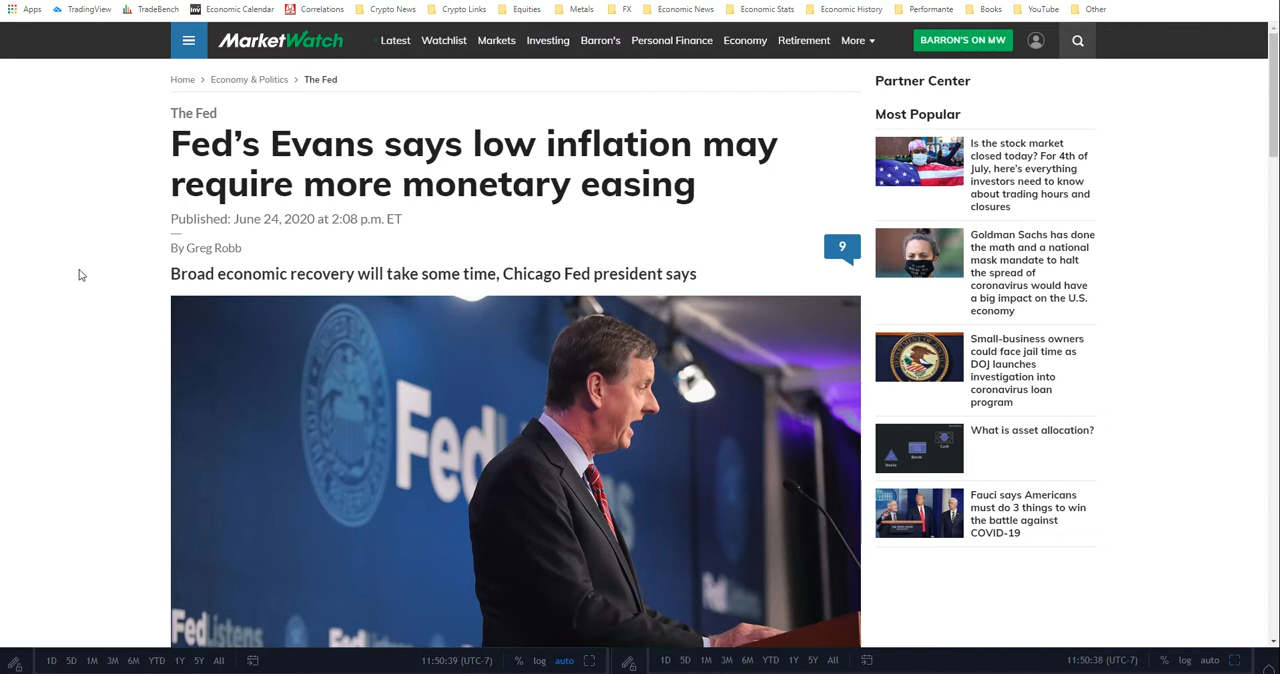 Apps TradingView TradeBench Economic Calendar Correlations Crypto News Crypto Links Equities Metals FX Economic News Economic Stats Economic History Performante Books YouTube Other
MarketWatch Latest Watchlist Markets Investing Barron's Personal Finance Economy Retirement More BARRON'S ON MW
Home > Economy & Politics > The Fed
The Fed
Fed’s Evans says low inflation may
require more monetary easing
Published: June 24, 2020 at 2:08 p.m. ET
By Greg Robb
9
Broad economic recovery will take some time, Chicago Fed president says
FedListens
FedListens
Partner Center
Most Popular
Is the stock market
closed today? For 4th of
July, here's everything
investors need to know
about trading hours and
closures
Goldman Sachs has done
the math and a national
mask mandate to halt
the spread of
coronavirus would have
a big impact on the U.S.
economy
Small-business owners
could face jail time as
DOJ launches
investigation into
coronavirus loan
program
What is asset allocation?
Fauci says Americans
must do 3 things to win
the battle against
COVID-19
1D 5D 1M 3M 6M YTD 1Y 5Y All 11:50:39 (UTC-7) % log auto 1D 5D 1M 3M 6M YTD 1Y 5Y All 11:50:38 (UTC-7) % log auto